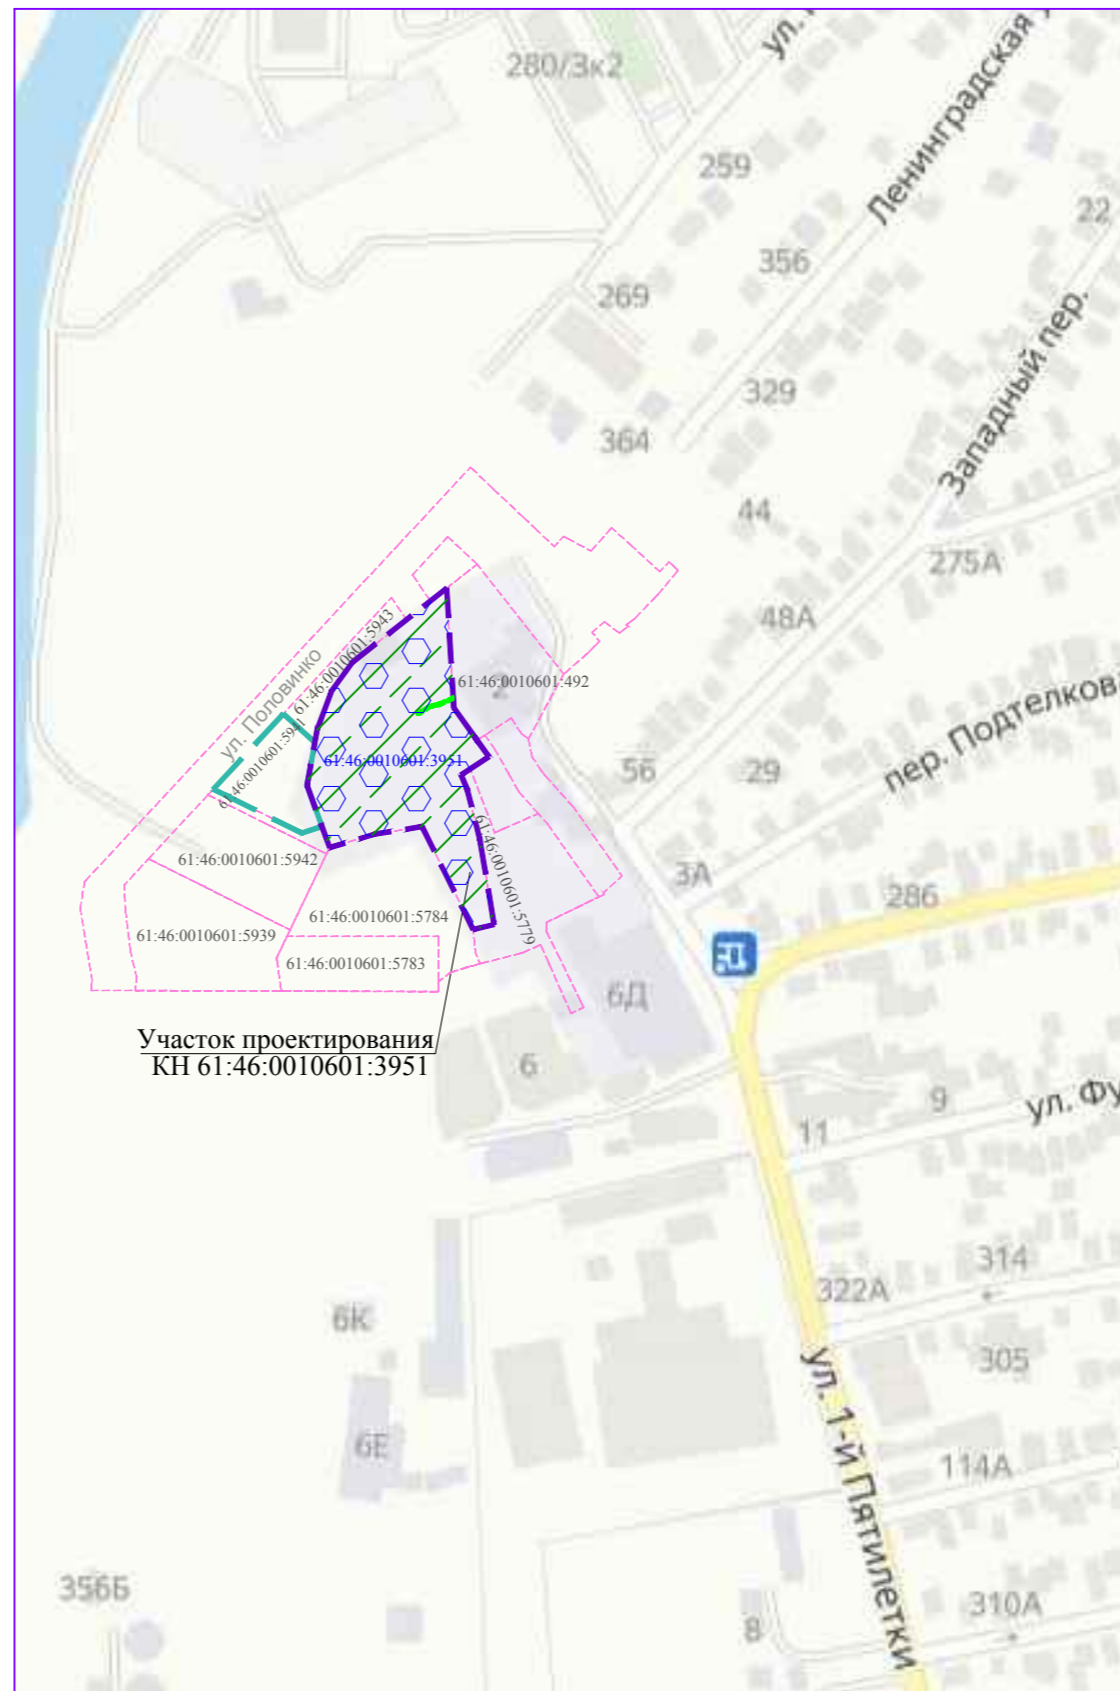 280/3к2
ул.
Ленинградская
259
22
356
269
Западный пер.
329
364
44
275А
48А
61:46:0010601:5943
ул. Половинко
61:46:0010601:492
61:46:0010601:5941
61:46:0010601:3951
56
29
пер. Подтелкова
61:46:0010601:5942
61:46:0010601:5779
3А
286
61:46:0010601:5784
61:46:0010601:5939
61:46:0010601:5783
6Д
Участок проектирования
КН 61:46:0010601:3951
6
9
ул. Фу
11
314
322А
6К
305
ул. 1-й Пятилетки
6Е
114А
356Б
310А
8